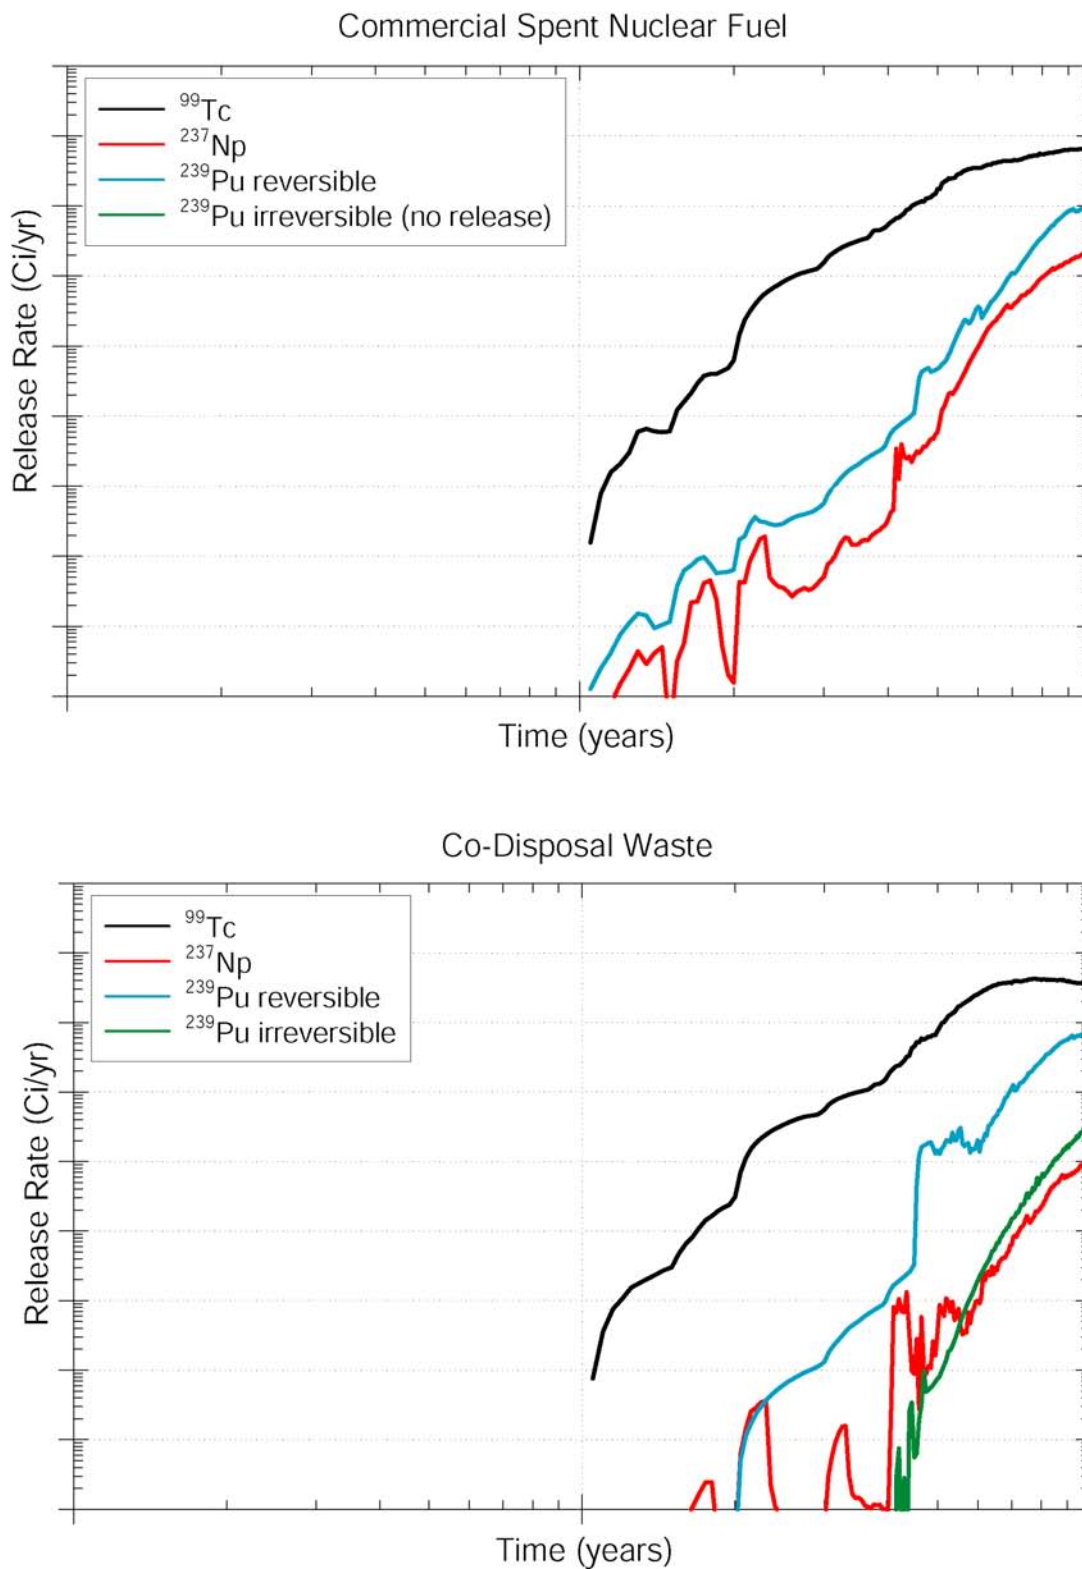 Commercial Spent Nuclear Fuel
⁹⁹Tc
²³⁷Np
²³⁹Pu reversible
²³⁹Pu irreversible (no release)
Release Rate (Ci/yr)
Time (years)
Co-Disposal Waste
⁹⁹Tc
²³⁷Np
²³⁹Pu reversible
²³⁹Pu irreversible
Release Rate (Ci/yr)
Time (years)